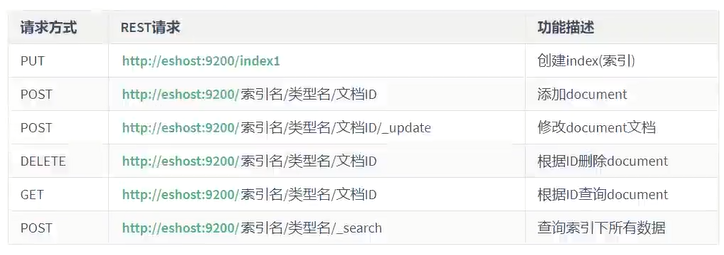 请求方式 REST请求 功能描述
PUT http://eshost:9200/index1 创建index(索引)
POST http://eshost:9200/索引名/类型名/文档ID 添加document
POST http://eshost:9200/索引名/类型名/文档ID/_update 修改document文档
DELETE http://eshost:9200/索引名/类型名/文档ID 根据ID删除document
GET http://eshost:9200/索引名/类型名/文档ID 根据ID查询document
POST http://eshost:9200/索引名/类型名/_search 查询索引下所有数据